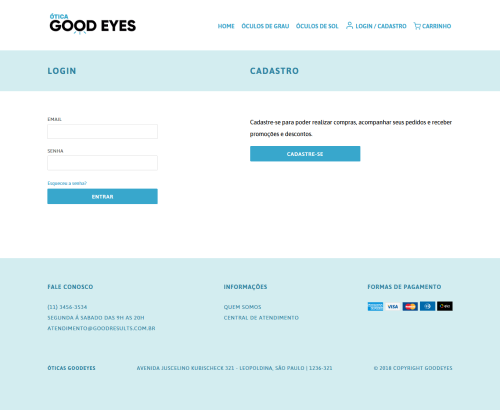 ÓTICA
GOOD EYES
HOME ÓCULOS DE GRAU ÓCULOS DE SOL LOGIN / CADASTRO CARRINHO
LOGIN CADASTRO
EMAIL
Cadastre-se para poder realizar compras, acompanhar seus pedidos e receber
promoções e descontos.
SENHA
CADASTRE-SE
Esqueceu a senha?
ENTRAR
FALE CONOSCO INFORMAÇÕES FORMAS DE PAGAMENTO
(11) 3456-3534 QUEM SOMOS VISA
SEGUNDA Á SABADO DAS 9H AS 20H CENTRAL DE ATENDIMENTO
ATENDIMENTO@GOODRESULTS.COM.BR
ÓTICAS GOODEYES AVENIDA JUSCELINO KUBISCHECK 321 - LEOPOLDINA, SÃO PAULO | 1236-321 © 2018 COPYRIGHT GOODEYES